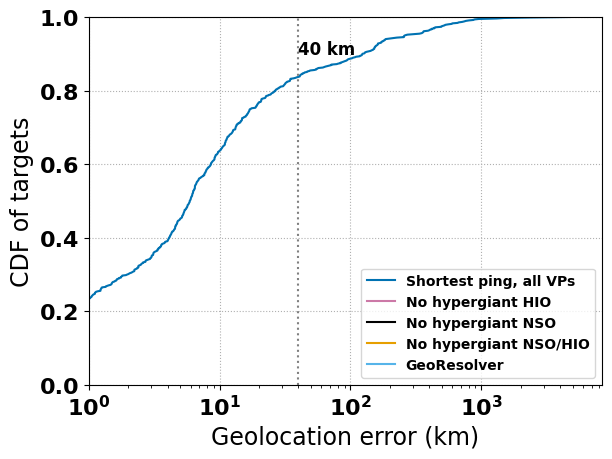 1.0
0.8
0.6
0.4
0.2
0.0
CDF of targets
40 km
Shortest ping, all VPs
No hypergiant HIO
No hypergiant NSO
No hypergiant NSO/HIO
GeoResolver
10⁰ 10¹ 10² 10³
Geolocation error (km)